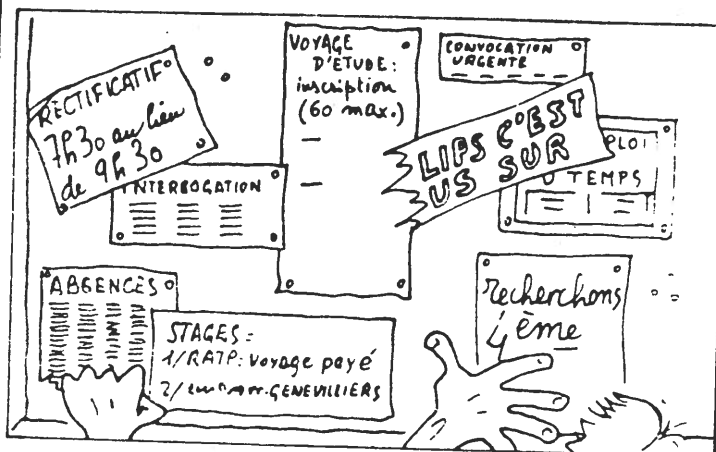 RECTIFICATIF
7h30 au lieu
de 9h30
VOYAGE
D'ETUDE:
inscription
(60 max.)
CONVOCATION
URGENTE
LIPS C'EST
US SUR
PLOI
U TEMPS
INTERROGATION
ABSENCES
STAGES:
1/RATP: voyage payé
2/ GENEVILLIERS
recherchons
4ème